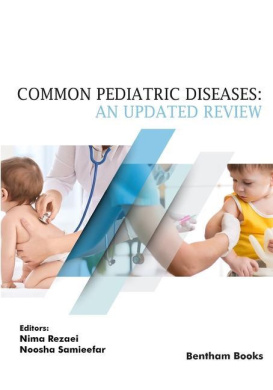 COMMON PEDIATRIC DISEASES:
AN UPDATED REVIEW
Editors:
Nima Rezaei
Noosha Samieefar
Bentham Books